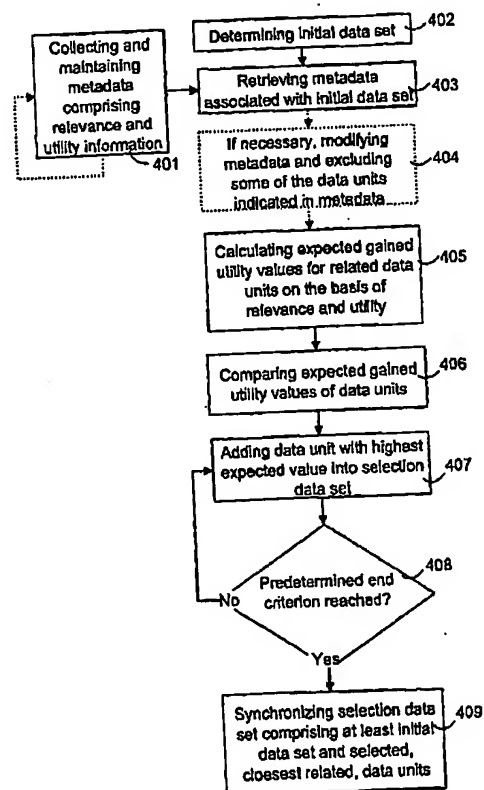 Collecting and
maintaining
metadata
comprising
relevance and
utility information
401
Determining initial data set
402
Retrieving metadata
associated with initial data set
403
If necessary, modifying
metadata and excluding
some of the data units
indicated in metadata
404
Calculating expected gained
utility values for related data
units on the basis of
relevance and utility
405
Comparing expected gained
utility values of data units
406
Adding data unit with highest
expected value into selection
data set
407
Predetermined end
criterion reached?
408
No
Yes
Synchronizing selection data
set comprising at least initial
data set and selected,
cloesest related, data units
409